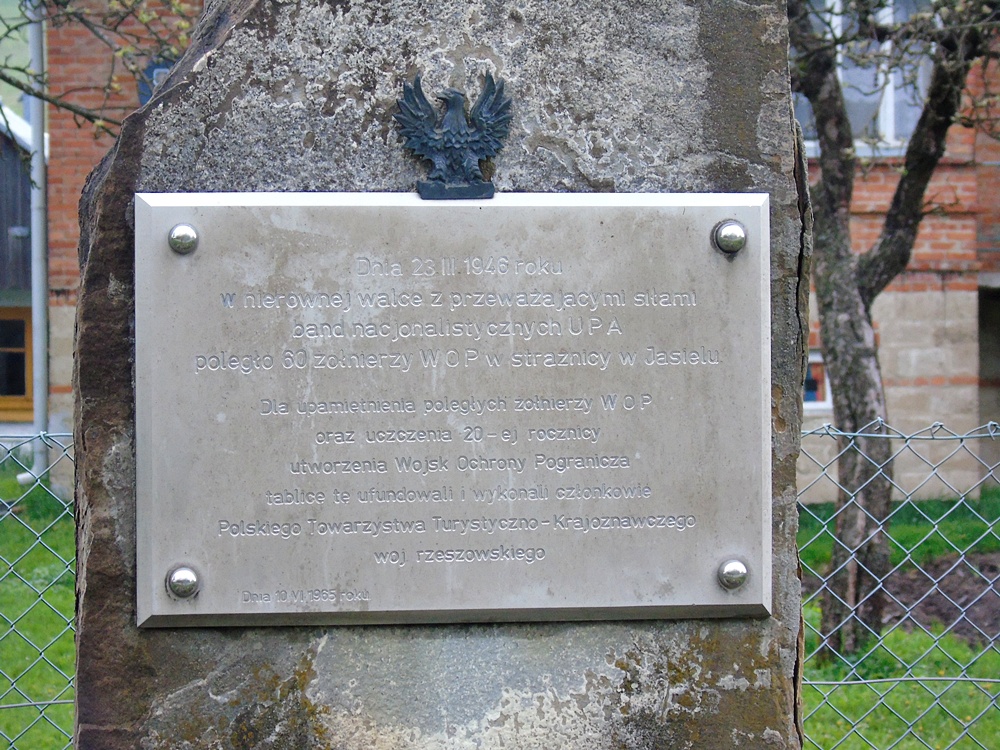 Dnia 23 III 1946 roku
w nierównej walce z przeważającymi siłami
band nacjonalistycznych U P A
poległo 60 żołnierzy W O P w strażnicy w Jasielu
Dla upamiętnienia poległych żołnierzy W O P
oraz uczczenia 20-ej rocznicy
utworzenia Wojsk Ochrony Pogranicza
tablicę tę ufundowali i wykonali członkowie
Polskiego Towarzystwa Turystyczno-Krajoznawczego
woj rzeszowskiego
Dnia 10.VI.1965 roku